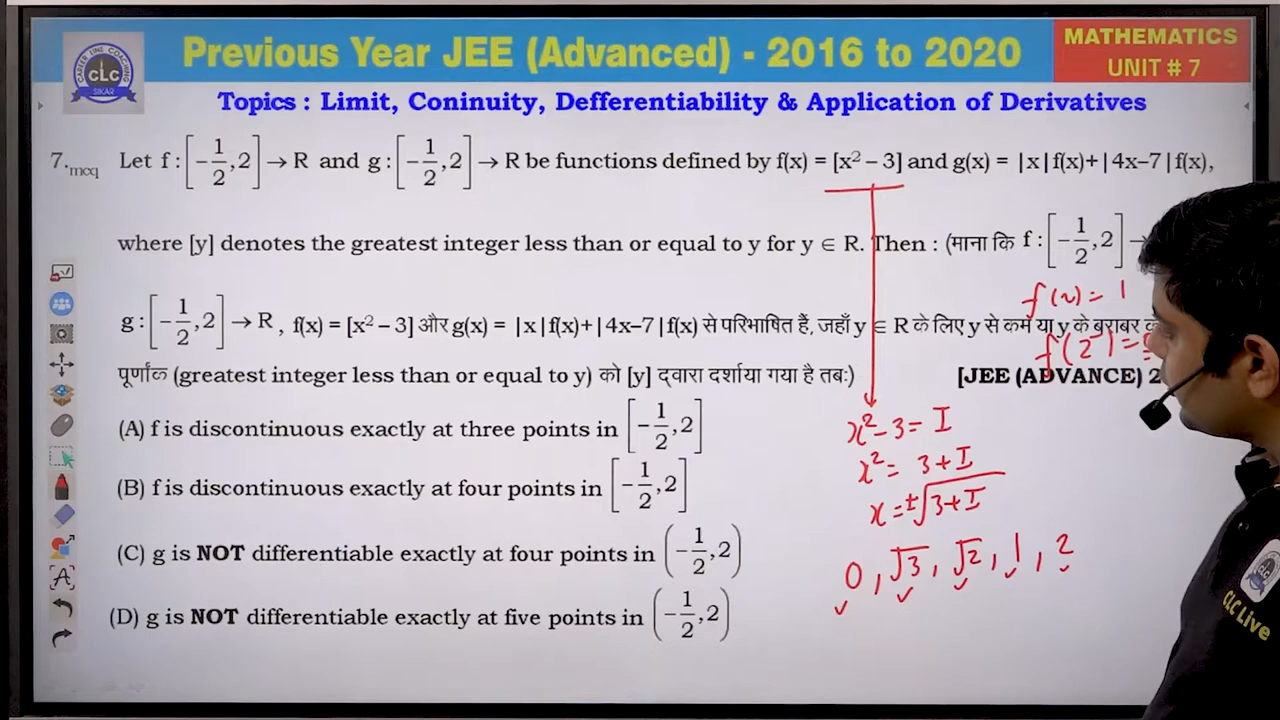 Previous Year JEE (Advanced) - 2016 to 2020
MATHEMATICS
UNIT # 7
CAREER LINE COACHING
CLC
SIKAR
Topics : Limit, Coninuity, Defferentiability & Application of Derivatives
7.mcq Let f : [-1/2, 2] → R and g : [-1/2, 2] → R be functions defined by f(x) = [x² – 3] and g(x) = |x| f(x)+|4x–7| f(x),
where [y] denotes the greatest integer less than or equal to y for y ∈ R. Then : (माना कि f : [-1/2, 2] →
f(2) = 1
g : [-1/2, 2] → R , f(x) = [x² – 3] और g(x) = |x| f(x)+|4x–7| f(x) से परिभाषित हैं, जहाँ y ∈ R के लिए y से कम या y के बराबर
f(2⁻) =
पूर्णांक (greatest integer less than or equal to y) को [y] द्वारा दर्शाया गया है तबः)
[JEE (ADVANCE) 2
(A) f is discontinuous exactly at three points in [-1/2, 2]
x²-3 = I
x² = 3+I
(B) f is discontinuous exactly at four points in [-1/2, 2]
x = ±√3+I
(C) g is NOT differentiable exactly at four points in (-1/2, 2)
0, √3, √2, 1, 2
(D) g is NOT differentiable exactly at five points in (-1/2, 2)
CLC Live